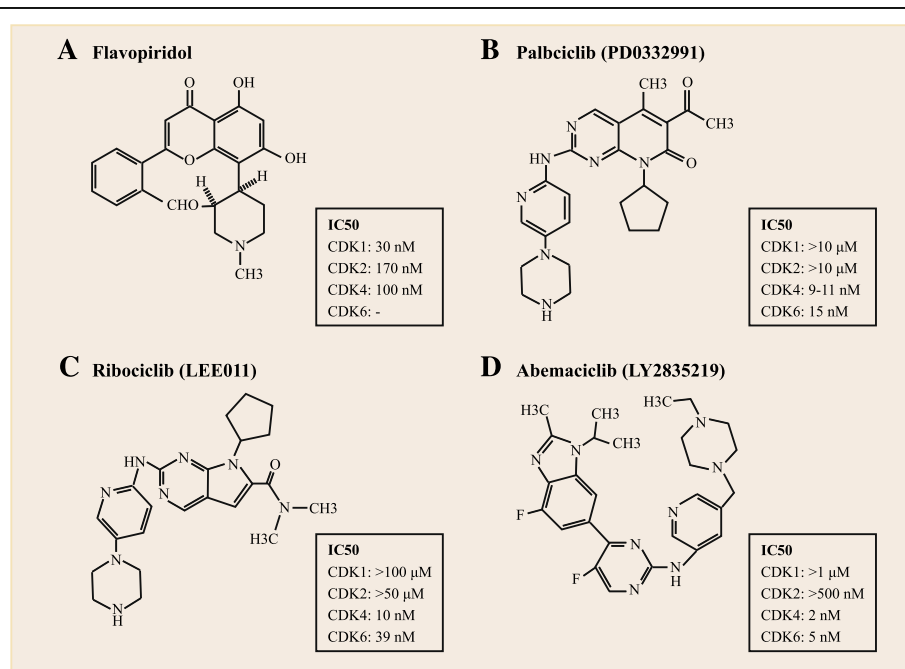 A Flavopiridol
O
OH
O
OH
H
H
CHO
N
CH3
IC50
CDK1: 30 nM
CDK2: 170 nM
CDK4: 100 nM
CDK6: -
B Palbciclib (PD0332991)
CH3
O
N
CH3
HN
N
N
O
N
N
N
H
IC50
CDK1: >10 μM
CDK2: >10 μM
CDK4: 9-11 nM
CDK6: 15 nM
C Ribociclib (LEE011)
HN
N
N
O
N
N
N
CH3
H3C
N
N
H
IC50
CDK1: >100 μM
CDK2: >50 μM
CDK4: 10 nM
CDK6: 39 nM
D Abemaciclib (LY2835219)
H3C
CH3
H3C
N
N
CH3
N
N
F
N
N
F
N
N
H
IC50
CDK1: >1 μM
CDK2: >500 nM
CDK4: 2 nM
CDK6: 5 nM